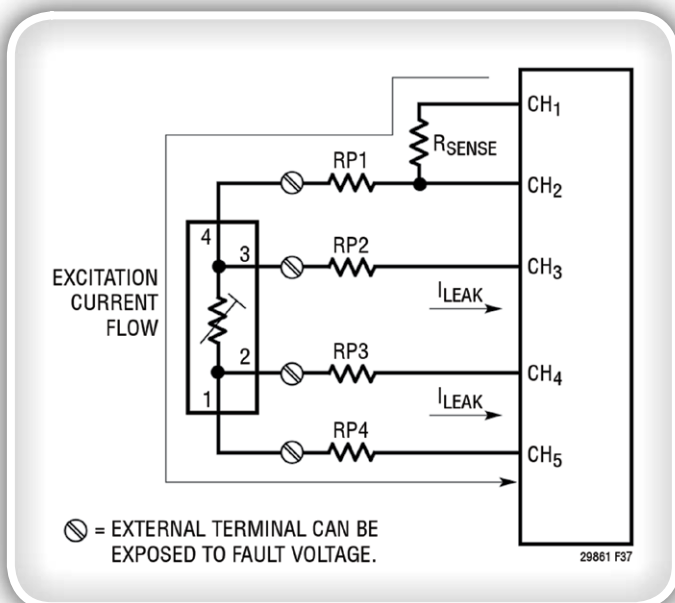 CH1
RSENSE
RP1
CH2
4
3
RP2
CH3
EXCITATION
CURRENT
FLOW
ILEAK
2
RP3
CH4
1
ILEAK
RP4
CH5
= EXTERNAL TERMINAL CAN BE
EXPOSED TO FAULT VOLTAGE.
29861 F37